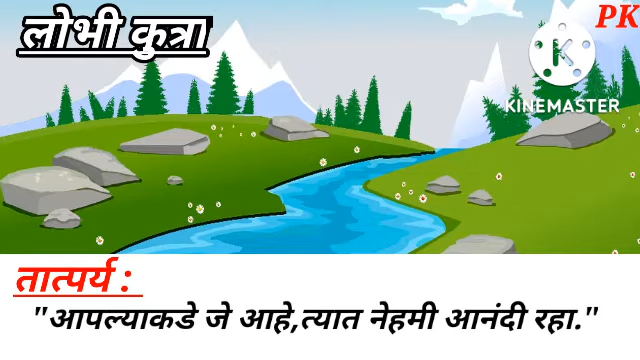 लोभी कुत्रा
PK
KINEMASTER
तात्पर्य :
"आपल्याकडे जे आहे,त्यात नेहमी आनंदी रहा."